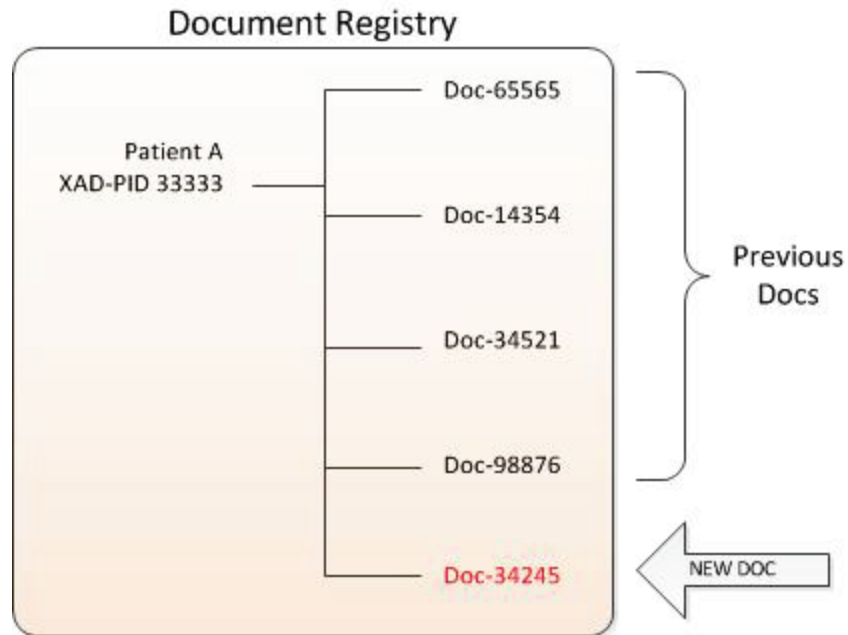 Document Registry
Doc-65565
Patient A
XAD-PID 33333
Doc-14354
Previous
Docs
Doc-34521
Doc-98876
Doc-34245
NEW DOC